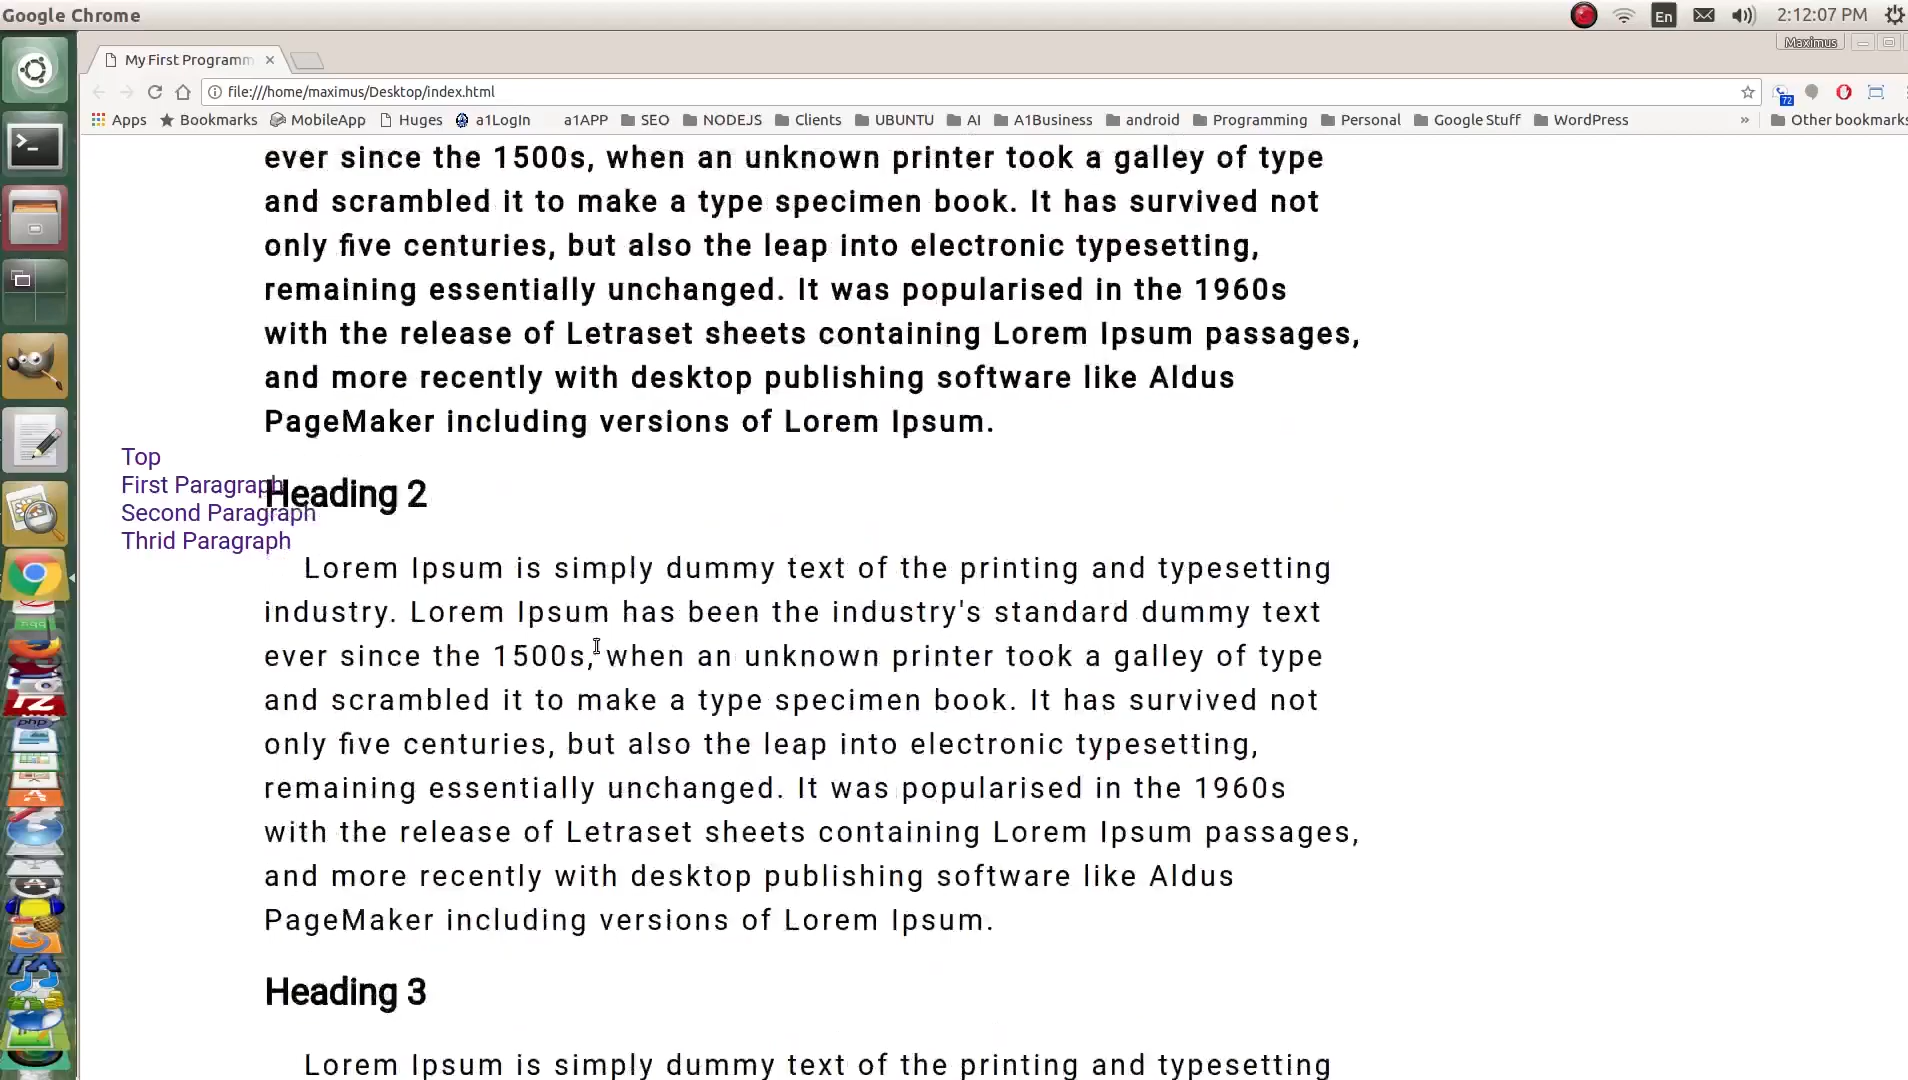 Google Chrome
En
2:12:07 PM
Maximus
My First Programm
file:///home/maximus/Desktop/index.html
72
Apps
Bookmarks
MobileApp
Huges
a1LogIn
a1APP
SEO
NODEJS
Clients
UBUNTU
AI
A1Business
android
Programming
Personal
Google Stuff
WordPress
»
Other bookmarks
ever since the 1500s, when an unknown printer took a galley of type
and scrambled it to make a type specimen book. It has survived not
only five centuries, but also the leap into electronic typesetting,
remaining essentially unchanged. It was popularised in the 1960s
with the release of Letraset sheets containing Lorem Ipsum passages,
and more recently with desktop publishing software like Aldus
PageMaker including versions of Lorem Ipsum.
Top
First Paragraph
Second Paragraph
Thrid Paragraph
Heading 2
Lorem Ipsum is simply dummy text of the printing and typesetting
industry. Lorem Ipsum has been the industry's standard dummy text
ever since the 1500s, when an unknown printer took a galley of type
and scrambled it to make a type specimen book. It has survived not
only five centuries, but also the leap into electronic typesetting,
remaining essentially unchanged. It was popularised in the 1960s
with the release of Letraset sheets containing Lorem Ipsum passages,
and more recently with desktop publishing software like Aldus
PageMaker including versions of Lorem Ipsum.
Heading 3
Lorem Ipsum is simply dummy text of the printing and typesetting
php